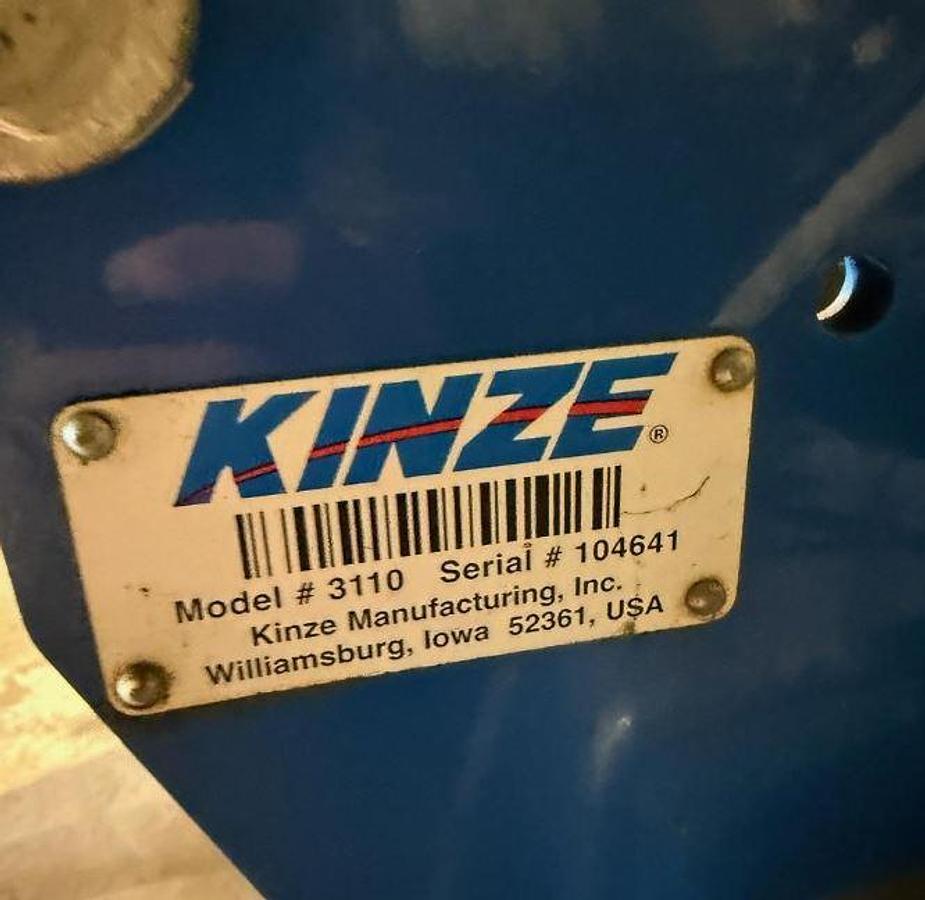 KINZE®
Model # 3110 Serial # 104641
Kinze Manufacturing, Inc.
Williamsburg, Iowa 52361, USA